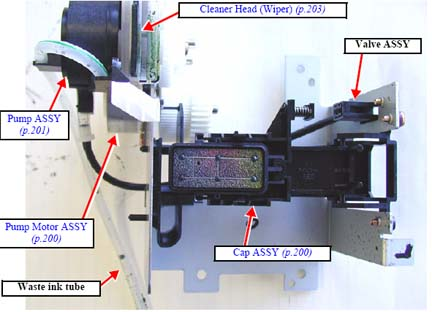 Cleaner Head (Wiper) (p.203)
Valve ASSY
Pump ASSY
(p.201)
Pump Motor ASSY
(p.200)
Cap ASSY (p.200)
Waste ink tube